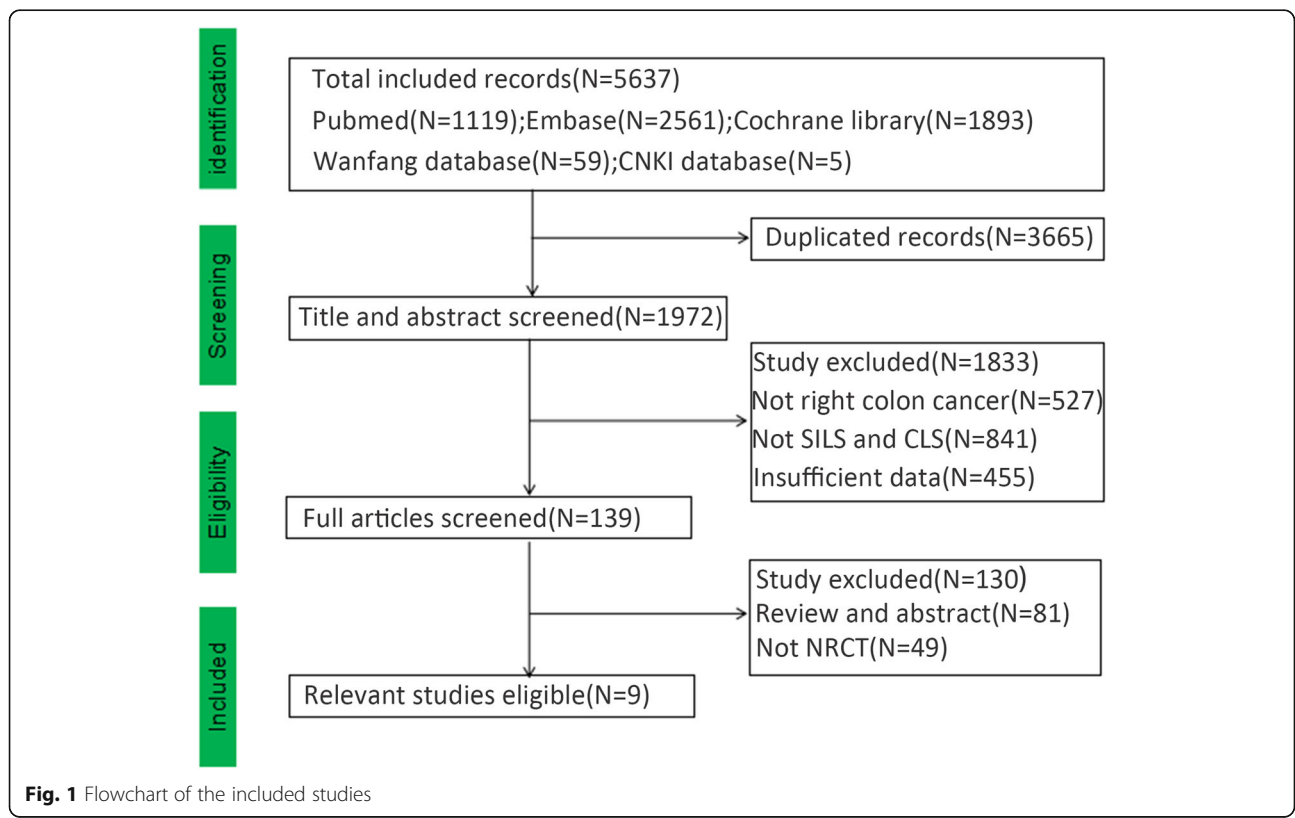 identification
Total included records(N=5637)
Pubmed(N=1119);Embase(N=2561);Cochrane library(N=1893)
Wanfang database(N=59);CNKI database(N=5)
Duplicated records(N=3665)
Screening
Title and abstract screened(N=1972)
Study excluded(N=1833)
Not right colon cancer(N=527)
Not SILS and CLS(N=841)
Insufficient data(N=455)
Eligibility
Full articles screened(N=139)
Study excluded(N=130)
Review and abstract(N=81)
Not NRCT(N=49)
Included
Relevant studies eligible(N=9)
Fig. 1 Flowchart of the included studies